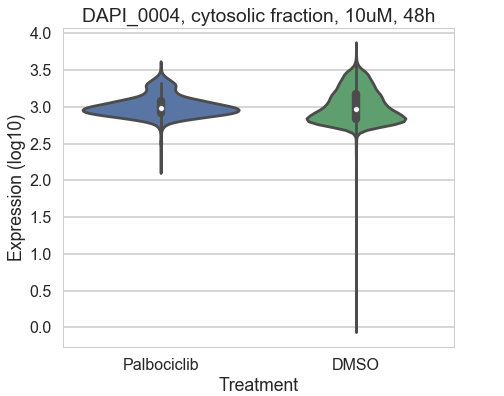 DAPI_0004, cytosolic fraction, 10uM, 48h
4.0
3.5
3.0
2.5
2.0
1.5
1.0
0.5
0.0
Expression (log10)
Palbociclib DMSO
Treatment